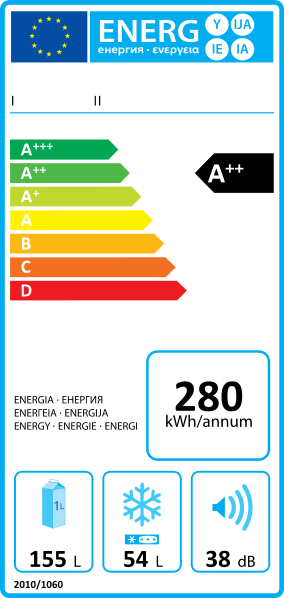 ENERG Y IJA IE IA
енергия · ενεργεια
I II
A+++
A++
A++
A+
A
B
C
D
ENERGIA · ЕНЕРГИЯ
ΕΝΕΡΓΕΙΑ · ENERGIJA
ENERGY · ENERGIE · ENERGI
280
kWh/annum
1L
155 L
54 L
38 dB
2010/1060